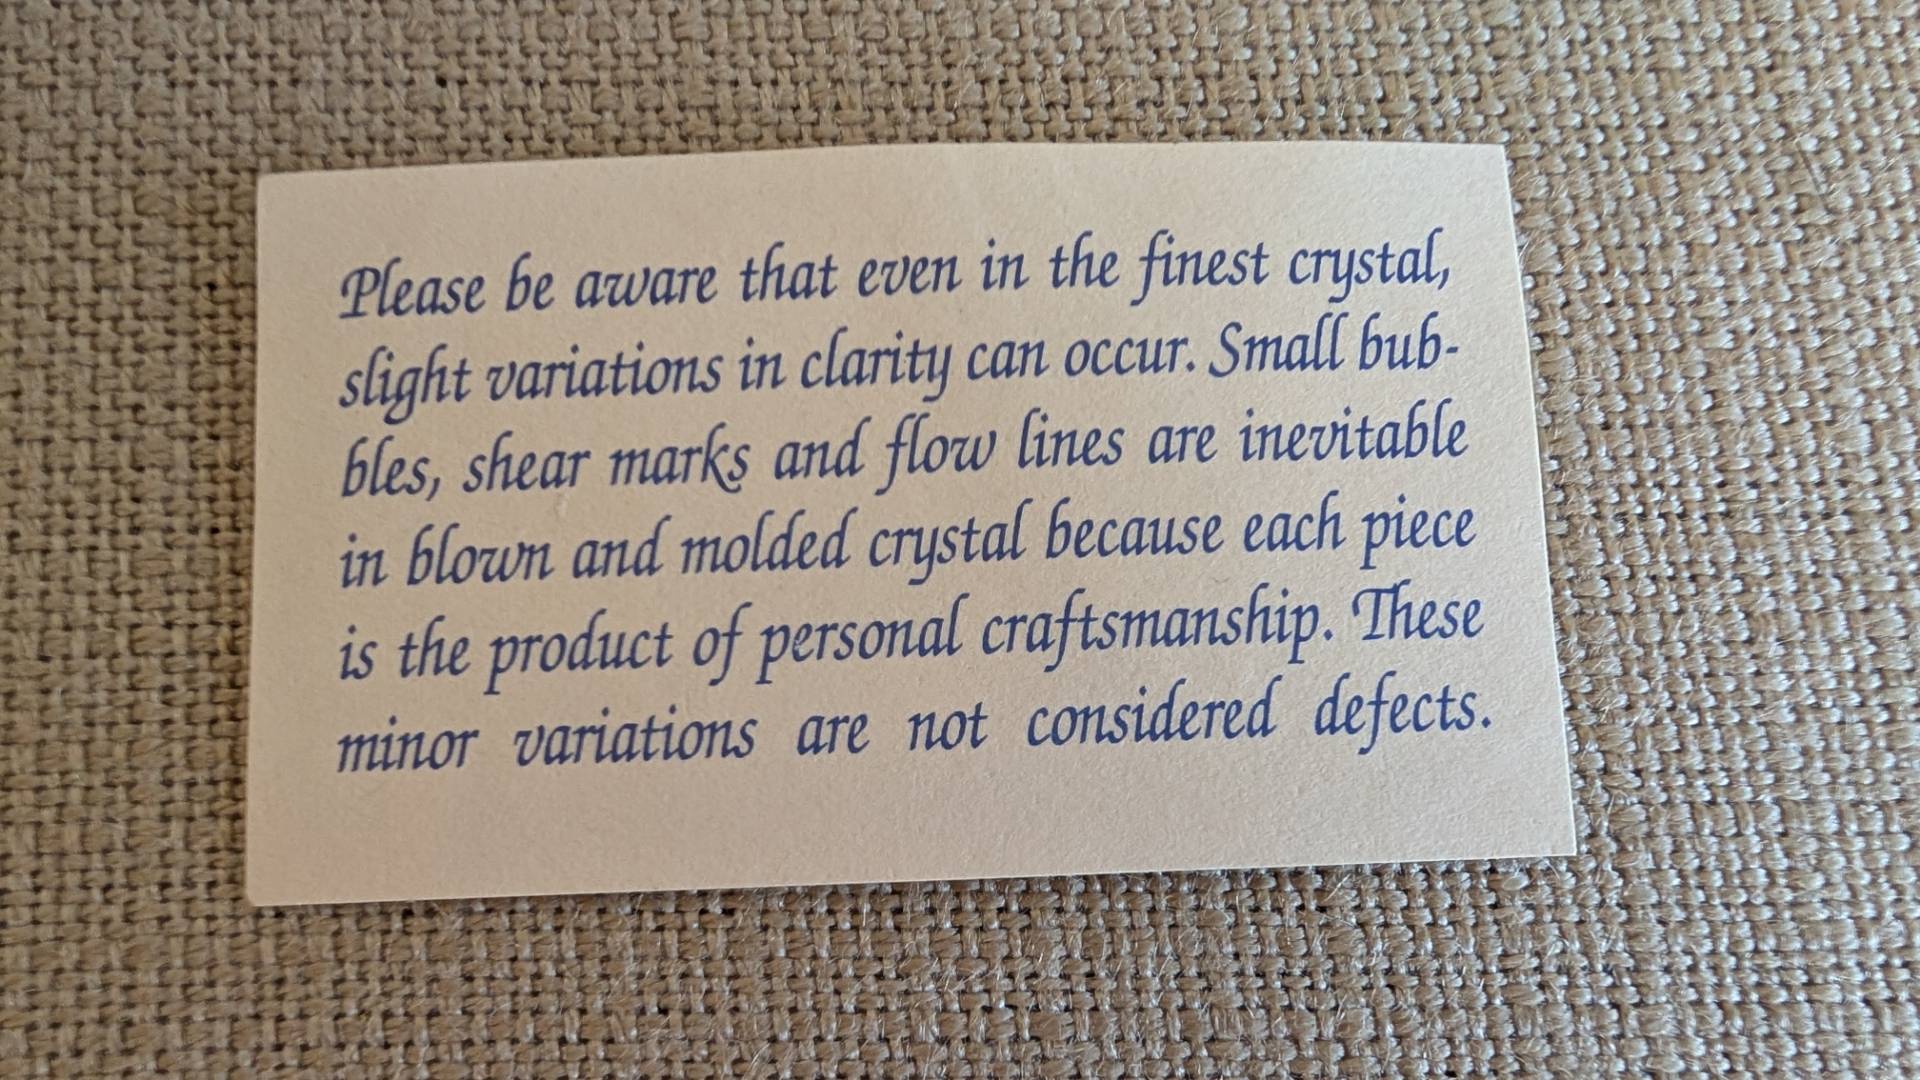 Please be aware that even in the finest crystal,
slight variations in clarity can occur. Small bub-
bles, shear marks and flow lines are inevitable
in blown and molded crystal because each piece
is the product of personal craftsmanship. These
minor variations are not considered defects.